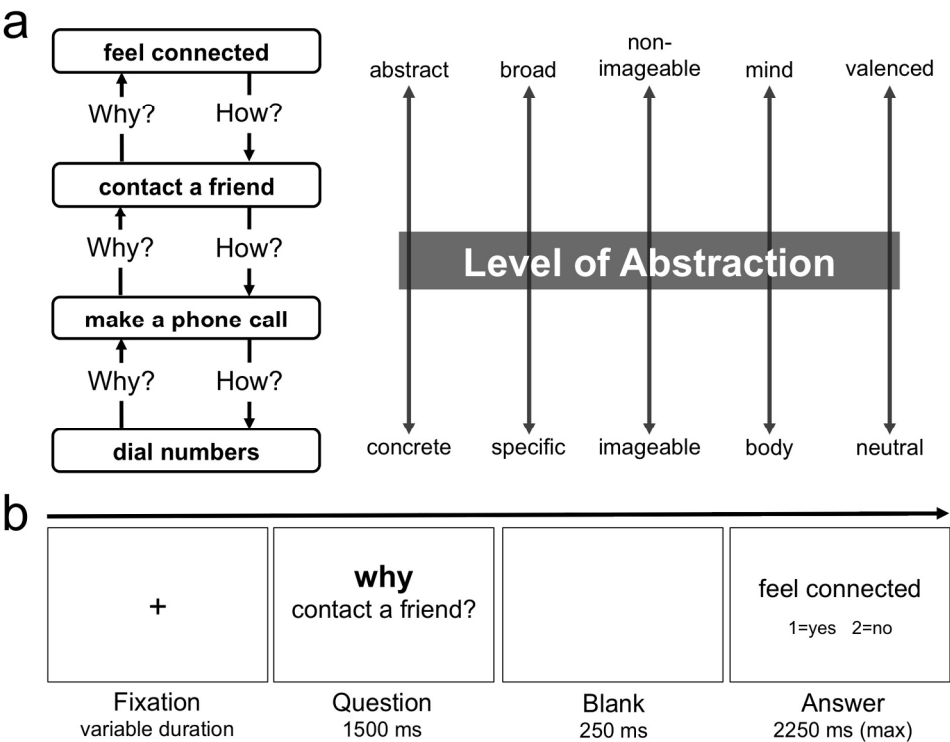 a
feel connected
Why? How?
contact a friend
Why? How?
make a phone call
Why? How?
dial numbers
abstract broad non-
imageable mind valenced
Level of Abstraction
concrete specific imageable body neutral
b
+
Fixation
variable duration
why
contact a friend?
Question
1500 ms
Blank
250 ms
feel connected
1=yes 2=no
Answer
2250 ms (max)